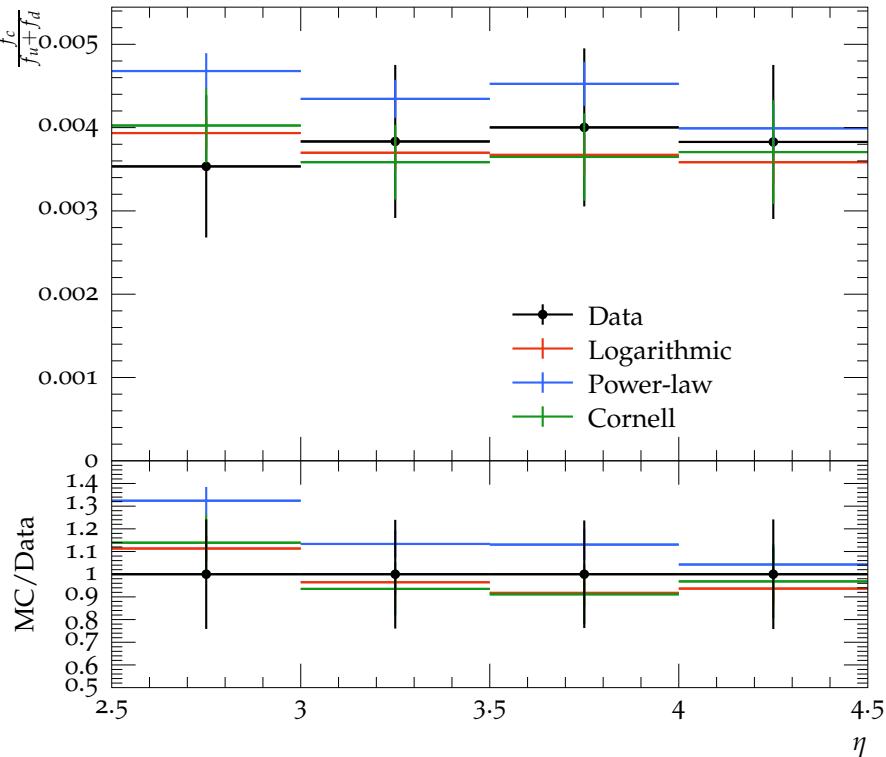 f_c / f_u+f_d
0.005
0.004
0.003
0.002
0.001
0
Data
Logarithmic
Power-law
Cornell
MC/Data
1.4
1.3
1.2
1.1
1
0.9
0.8
0.7
0.6
0.5
2.5 3 3.5 4 4.5
η